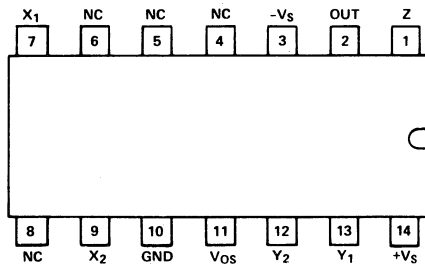 X1 NC NC NC -VS OUT Z
7 6 5 4 3 2 1
8 9 10 11 12 13 14
NC X2 GND VOS Y2 Y1 +VS